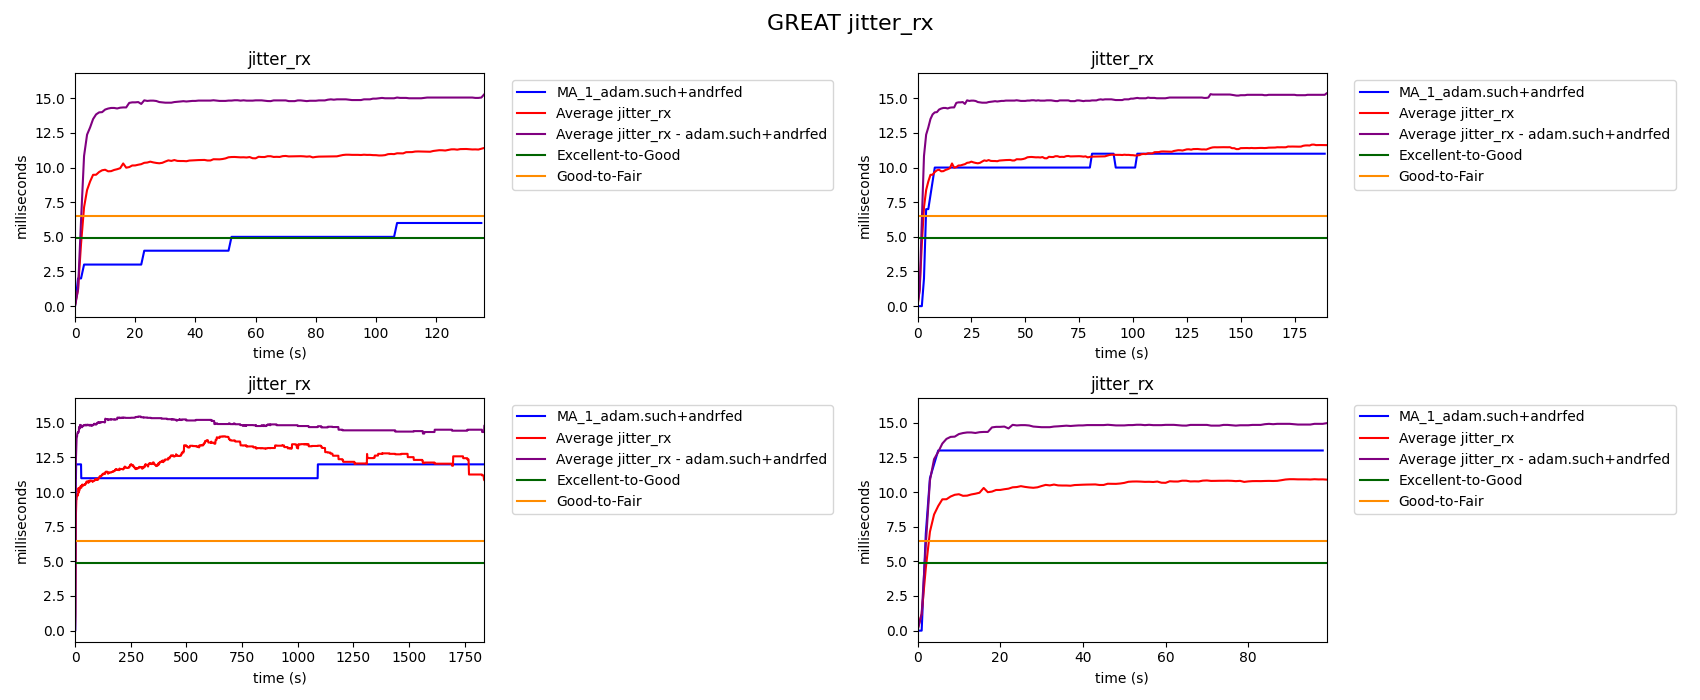 GREAT jitter_rx
jitter_rx
15.0
12.5
10.0
7.5
5.0
2.5
0.0
milliseconds
0 20 40 60 80 100 120
time (s)
MA_1_adam.such+andrfed
Average jitter_rx
Average jitter_rx - adam.such+andrfed
Excellent-to-Good
Good-to-Fair
jitter_rx
15.0
12.5
10.0
7.5
5.0
2.5
0.0
milliseconds
0 25 50 75 100 125 150 175
time (s)
MA_1_adam.such+andrfed
Average jitter_rx
Average jitter_rx - adam.such+andrfed
Excellent-to-Good
Good-to-Fair
jitter_rx
15.0
12.5
10.0
7.5
5.0
2.5
0.0
milliseconds
0 250 500 750 1000 1250 1500 1750
time (s)
MA_1_adam.such+andrfed
Average jitter_rx
Average jitter_rx - adam.such+andrfed
Excellent-to-Good
Good-to-Fair
jitter_rx
15.0
12.5
10.0
7.5
5.0
2.5
0.0
milliseconds
0 20 40 60 80
time (s)
MA_1_adam.such+andrfed
Average jitter_rx
Average jitter_rx - adam.such+andrfed
Excellent-to-Good
Good-to-Fair